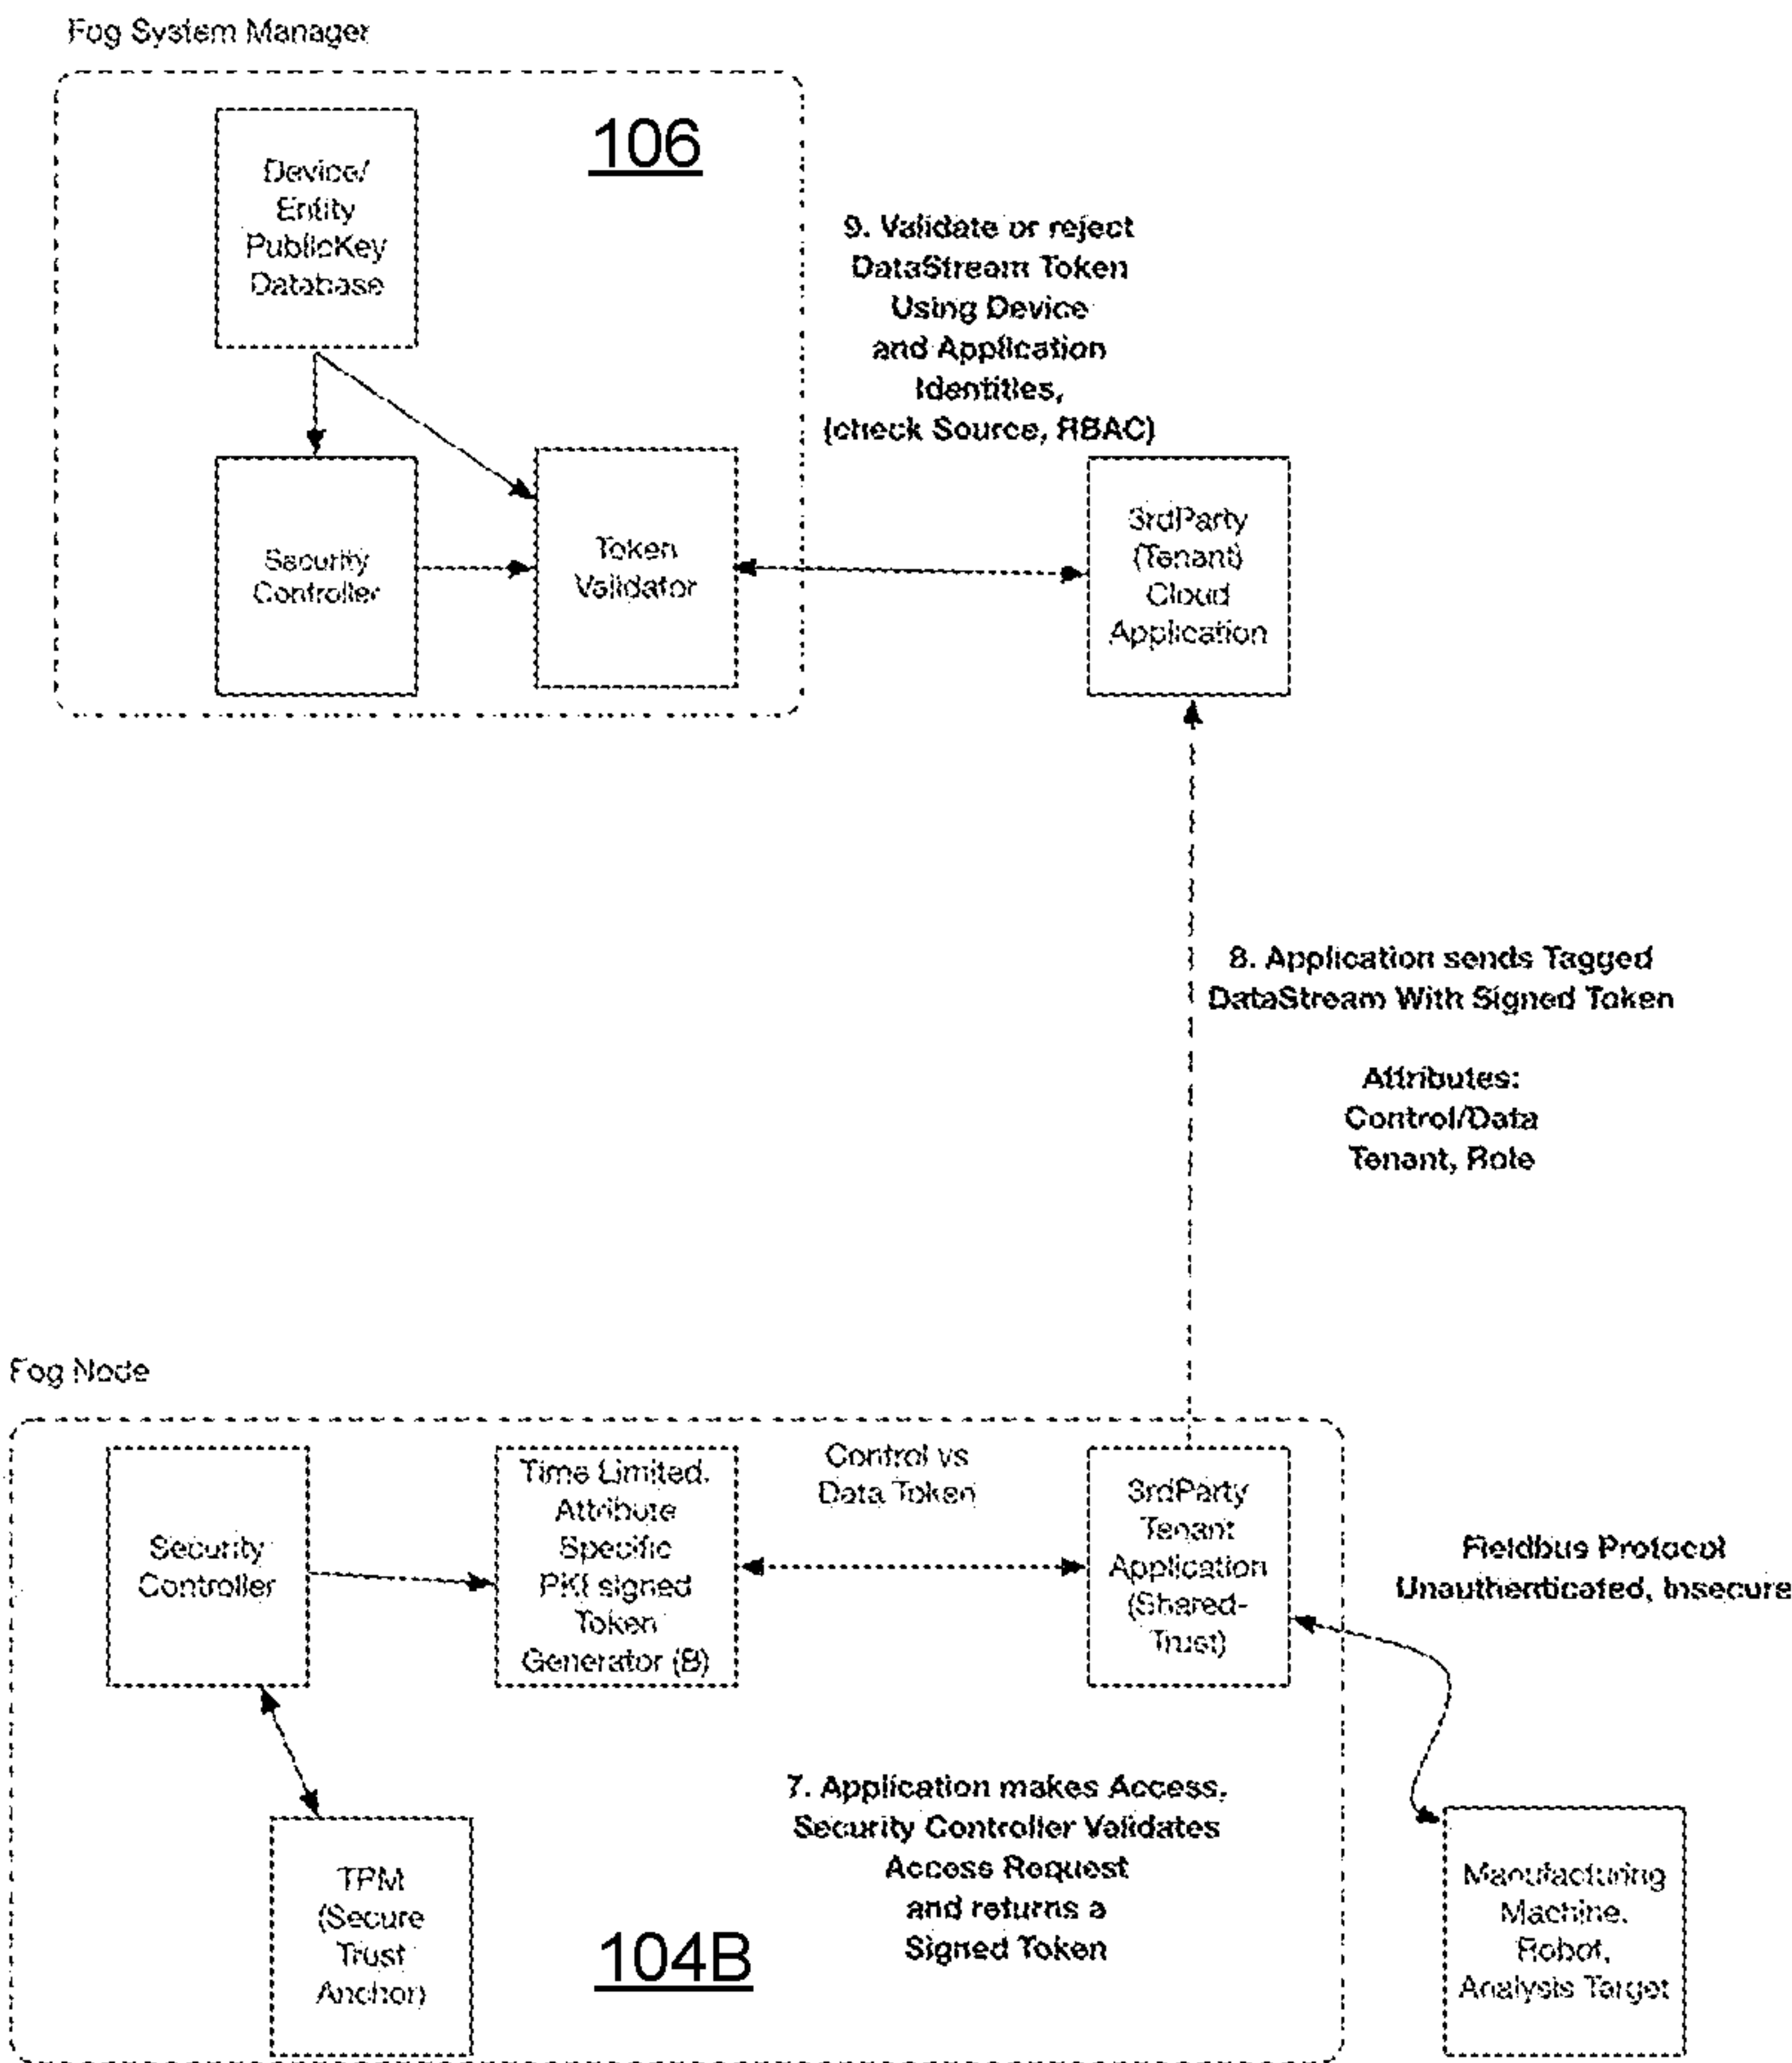 Fog System Manager
106
Device/
Entity
PublicKey
Database
Security
Controller
Token
Validator
9. Validate or reject
DataStream Token
Using Device
and Application
Identities,
(check Source, RBAC)
3rdParty
(Tenant)
Cloud
Application
8. Application sends Tagged
DataStream With Signed Token
Attributes:
Control/Data
Tenant, Role
Fog Node
Security
Controller
Time Limited,
Attribute
Specific
PKI signed
Token
Generator (B)
Control vs
Data Token
3rdParty
Tenant
Application
(Shared-
Trust)
Fieldbus Protocol
Unauthenticated, Insecure
7. Application makes Access,
Security Controller Validates
Access Request
and returns a
Signed Token
TPM
(Secure
Trust
Anchor)
104B
Manufacturing
Machine,
Robot,
Analysis Target